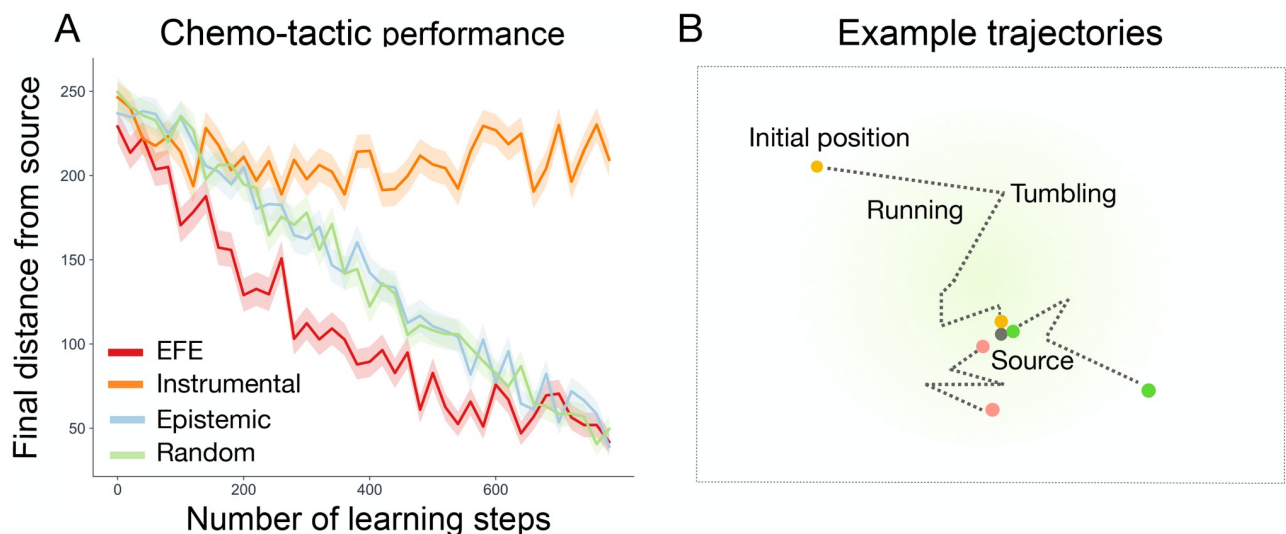 A
Chemo-tactic performance
Final distance from source
250
200
150
100
50
EFE
Instrumental
Epistemic
Random
0
200
400
600
Number of learning steps
B
Example trajectories
Initial position
Running
Tumbling
Source